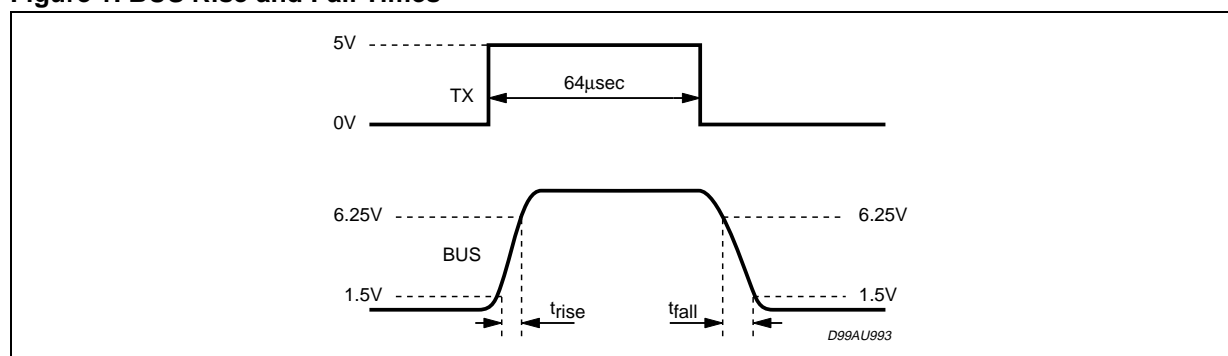 Figure 1. BUS Rise and Fall Times
5V
64μsec
TX
0V
6.25V
6.25V
BUS
1.5V
1.5V
trise
tfall
D99AU993